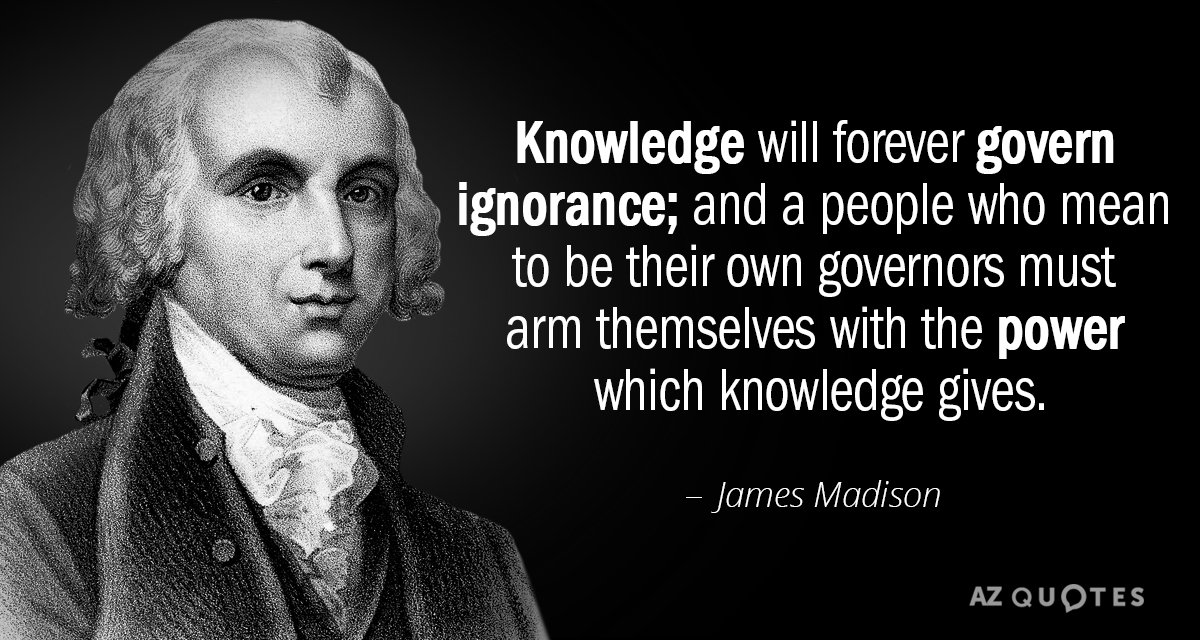 Knowledge will forever govern
ignorance; and a people who mean
to be their own governors must
arm themselves with the power
which knowledge gives.
– James Madison
AZ QUOTES